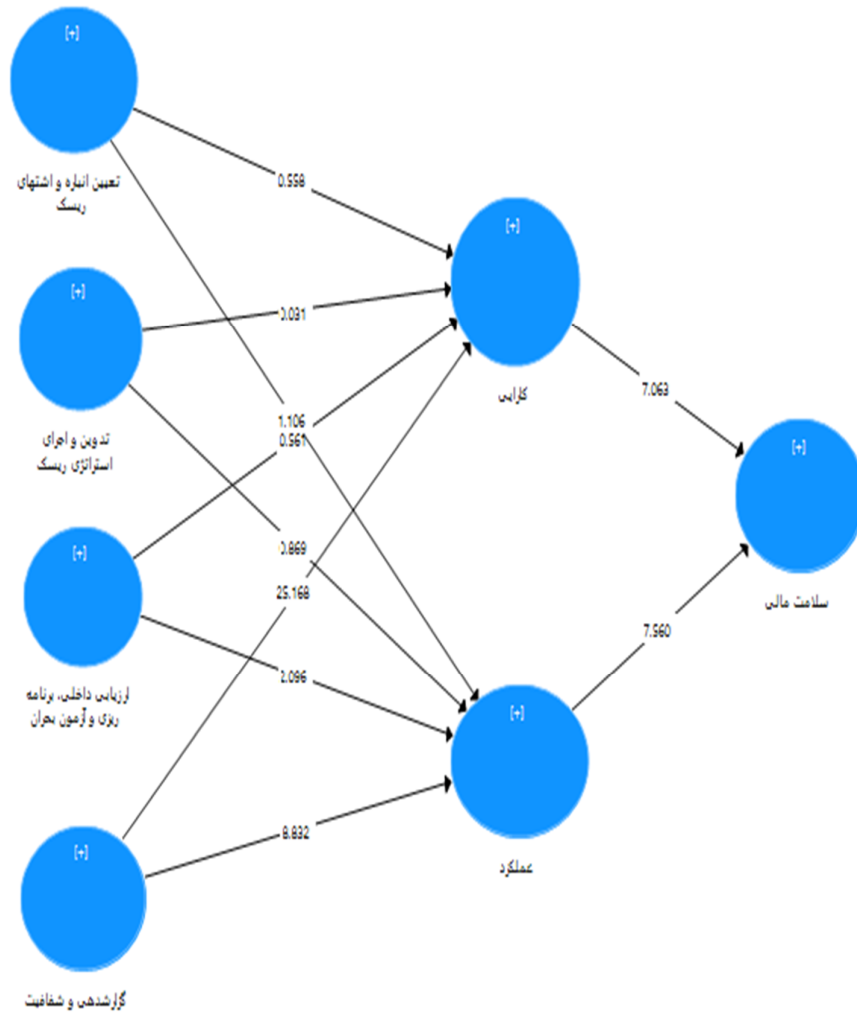 [+]
تعیین انباره و اشتهای
ریسک
0.558
[+]
کارایی
[+]
تدوین و اجرای
استراتژی ریسک
0.031
7.063
1.106
0.561
[+]
سلامت مالی
[+]
ارزیابی داخلی، برنامه
ریزی و آزمون بحران
0.869
25.168
2.096
7.560
[+]
عملکرد
8.832
[+]
گزارشدهی و شفافیت